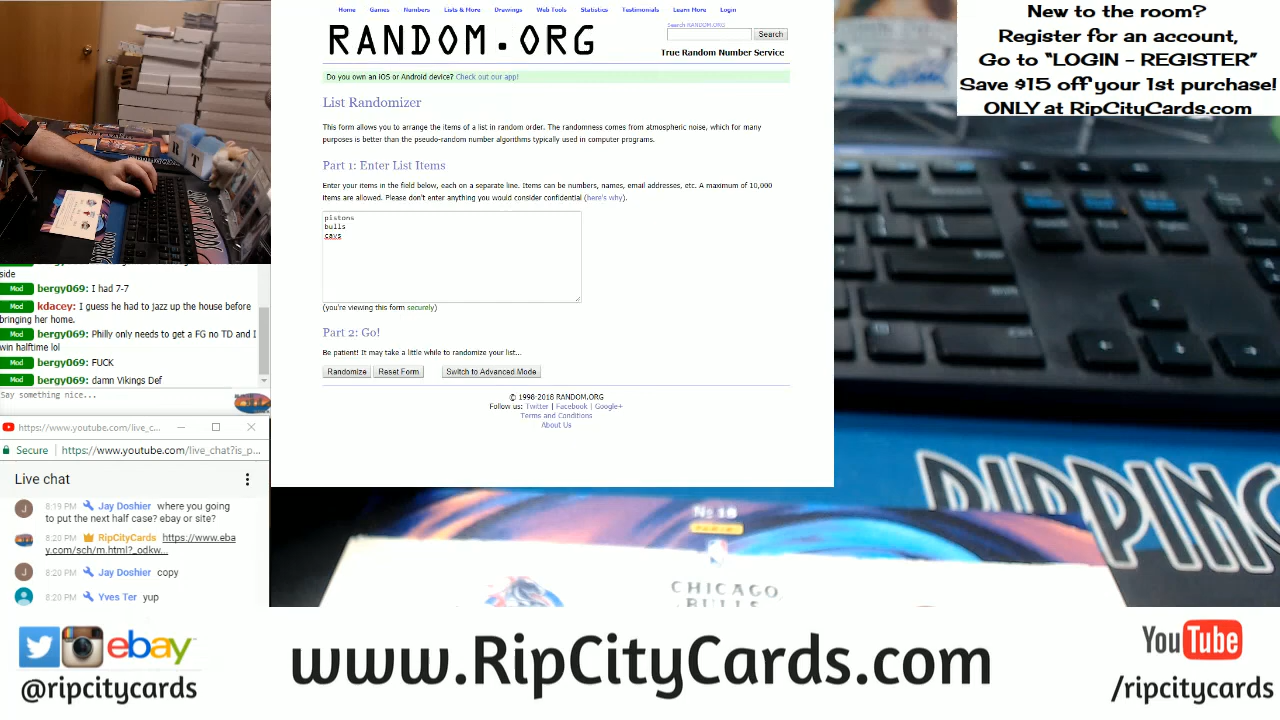 Home Games Numbers Lists & More Drawings Web Tools Statistics Testimonials Learn More Login
RANDOM.ORG
Search RANDOM.ORG
Search
True Random Number Service
Do you own an iOS or Android device? Check out our app!
List Randomizer
This form allows you to arrange the items of a list in random order. The randomness comes from atmospheric noise, which for many
purposes is better than the pseudo-random number algorithms typically used in computer programs.
Part 1: Enter List Items
Enter your items in the field below, each on a separate line. Items can be numbers, names, email addresses, etc. A maximum of 10,000
items are allowed. Please don't enter anything you would consider confidential (here's why).
pistons
bulls
cavs
(you're viewing this form securely)
Part 2: Go!
Be patient! It may take a little while to randomize your list...
Randomize Reset Form Switch to Advanced Mode
© 1998-2018 RANDOM.ORG
Follow us: Twitter | Facebook | Google+
Terms and Conditions
About Us
New to the room?
Register for an account,
Go to "LOGIN - REGISTER"
Save $15 off your 1st purchase!
ONLY at RipCityCards.com
side
Mod bergy069: I had 7-7
Mod kdacey: I guess he had to jazz up the house before
bringing her home.
Mod bergy069: Philly only needs to get a FG no TD and I
win halftime lol
Mod bergy069: FUCK
Mod bergy069: damn Vikings Def
Say something nice...
https://www.youtube.com/live_c...
Secure https://www.youtube.com/live_chat?is_p...
Live chat
J 8:19 PM Jay Doshier where you going
to put the next half case? ebay or site?
8:20 PM RipCityCards https://www.eba
y.com/sch/m.html?_odkw...
J 8:20 PM Jay Doshier copy
8:20 PM Yves Ter yup
RIPPING
No 18
CHICAGO
BULLS
ebay
@ripcitycards
www.RipCityCards.com
YouTube
/ripcitycards